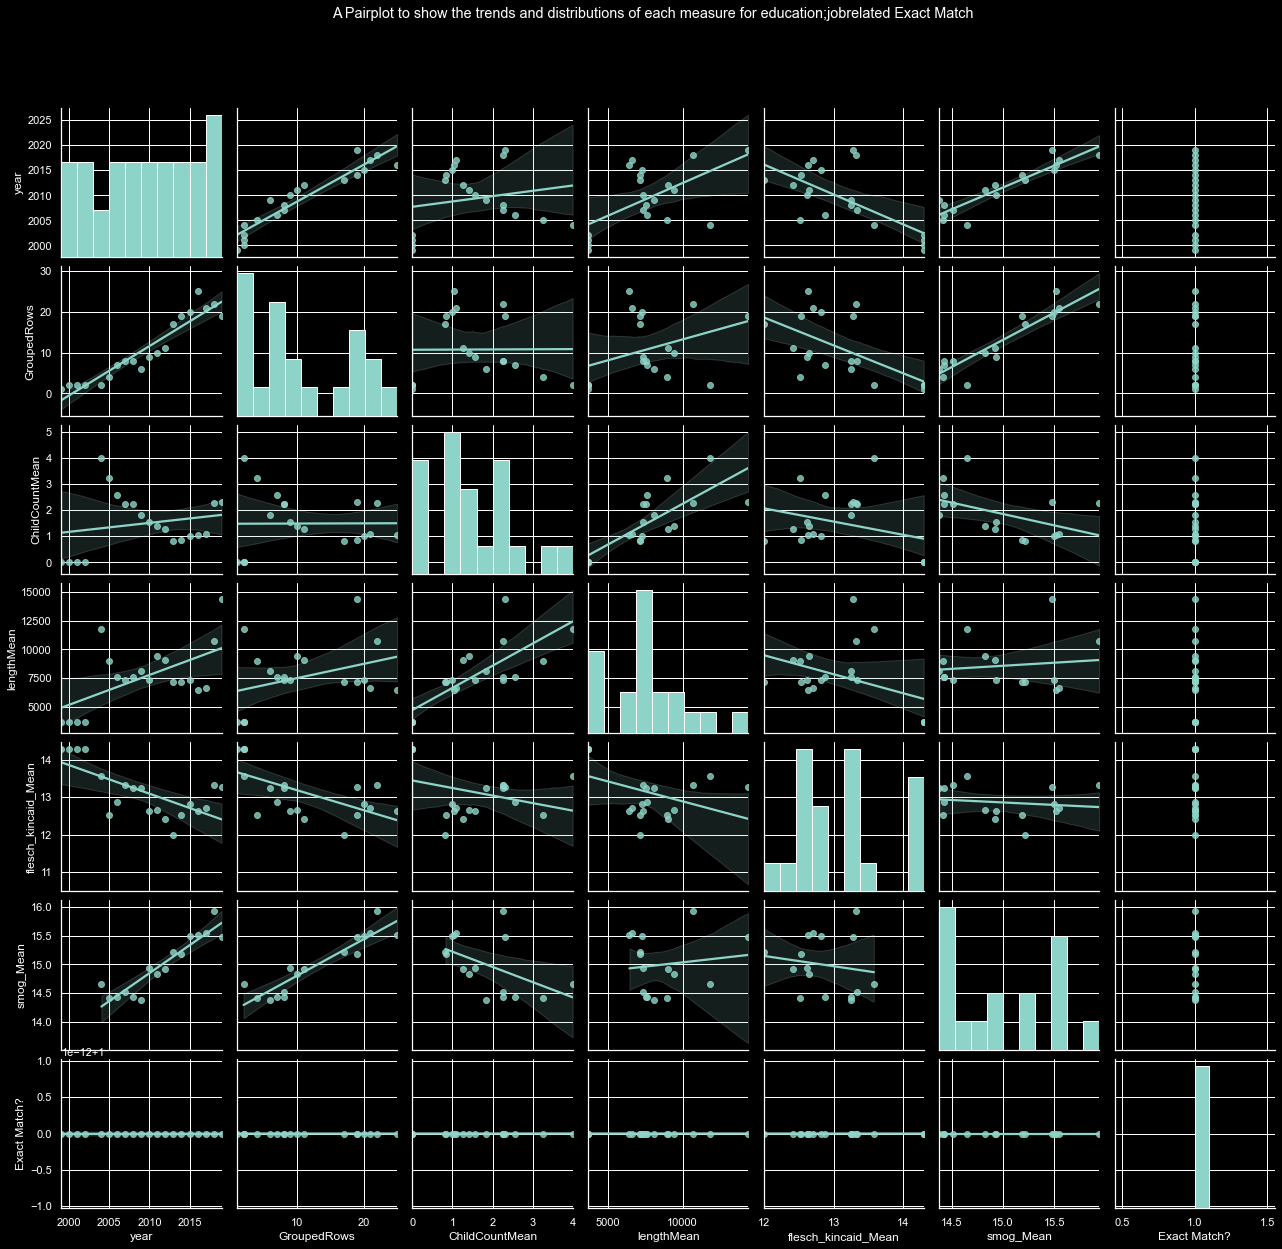 A Pairplot to show the trends and distributions of each measure for education;jobrelated Exact Match
2025
2020
2015
2010
2005
2000
year
30
20
10
0
GroupedRows
5
4
3
2
1
0
ChildCountMean
15000
12500
10000
7500
5000
lengthMean
14
13
12
11
flesch_kincaid_Mean
16.0
15.5
15.0
14.5
14.0
smog_Mean
1e−12+1
1.0
0.5
0.0
−0.5
−1.0
Exact Match?
2000 2005 2010 2015
year
10 20
GroupedRows
0 1 2 3 4
ChildCountMean
5000 10000
lengthMean
12 13 14
flesch_kincaid_Mean
14.5 15.0 15.5
smog_Mean
0.5 1.0 1.5
Exact Match?